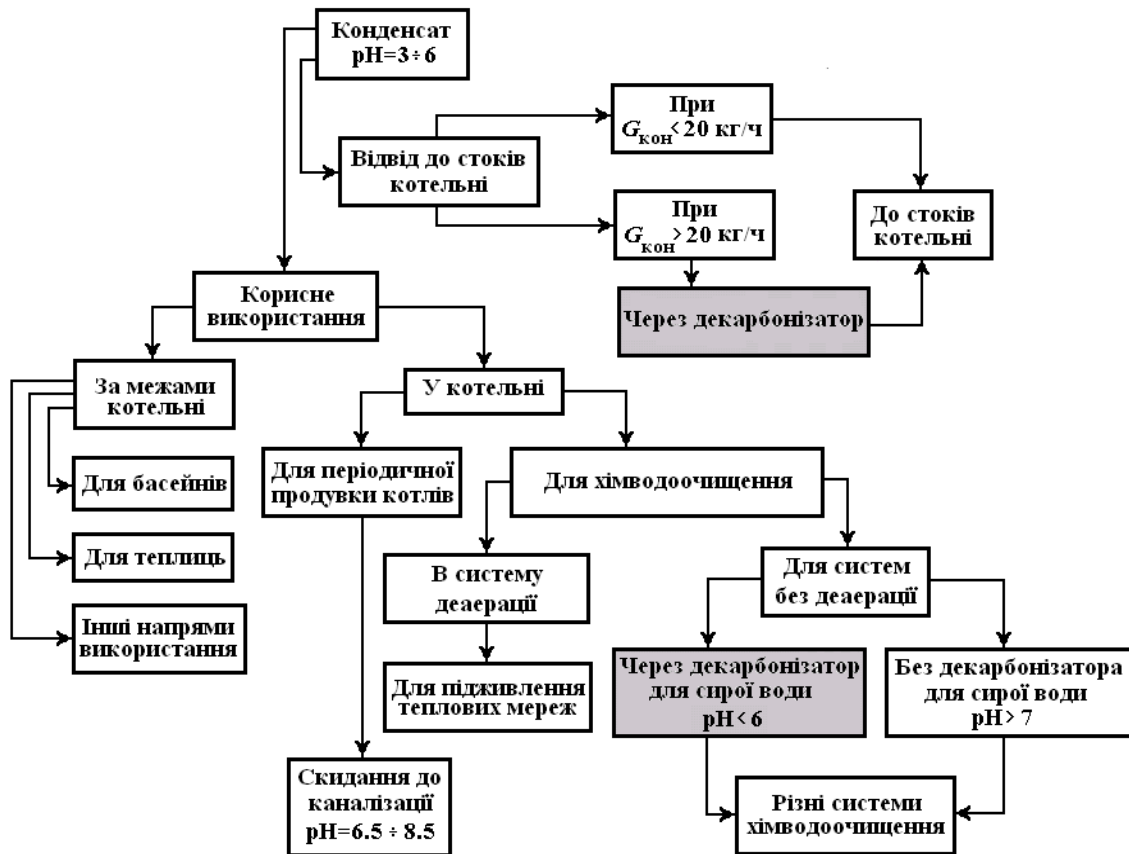 Конденсат
pH=3÷6
При
Gкон<20 кг/ч
Відвід до стоків
котельні
При
Gкон>20 кг/ч
До стоків
котельні
Корисне
використання
Через декарбонізатор
За межами
котельні
У котельні
Для басейнів
Для періодичної
продувки котлів
Для хімводоочищення
Для теплиць
В систему
деаерації
Для систем
без деаерації
Інші напрями
використання
Для підживлення
теплових мереж
Через декарбонізатор
для сирої води
pH<6
Без декарбонізатора
для сирої води
pH>7
Скидання до
каналізації
pH=6.5 ÷ 8.5
Різні системи
хімводоочищення